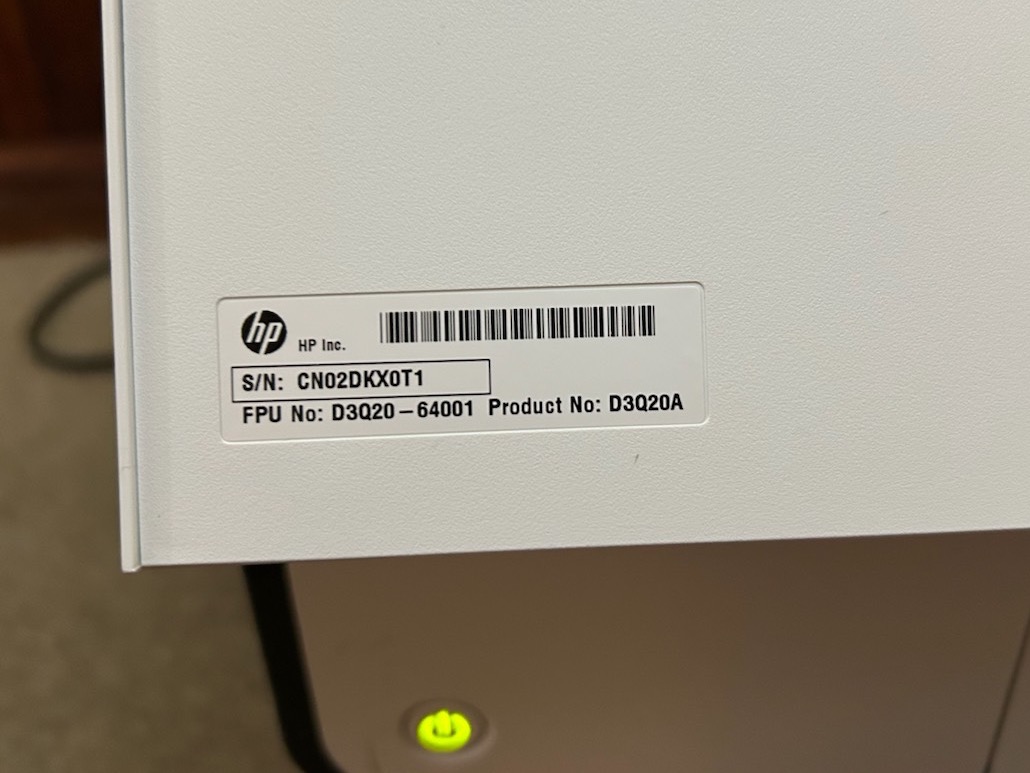 hp HP Inc.
S/N: CN02DKX0T1
FPU No: D3Q20-64001 Product No: D3Q20A